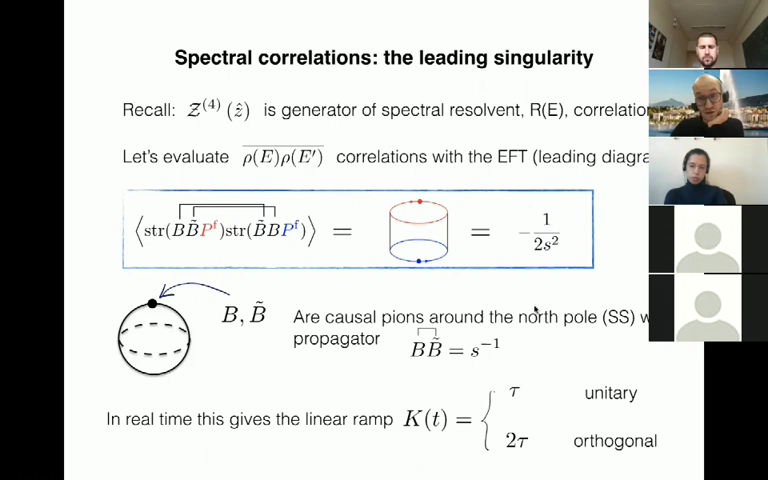 Spectral correlations: the leading singularity
Recall: 𝒵⁽⁴⁾(ẑ) is generator of spectral resolvent, R(E), correlation
Let's evaluate ρ(E)ρ(E′) correlations with the EFT (leading diagra
⟨str(BB̃Pᶠ)str(B̃BPᶠ)⟩ = = −1/(2s²)
B, B̃ Are causal pions around the north pole (SS) w
propagator BB̃ = s⁻¹
In real time this gives the linear ramp K(t) = { τ unitary
2τ orthogonal